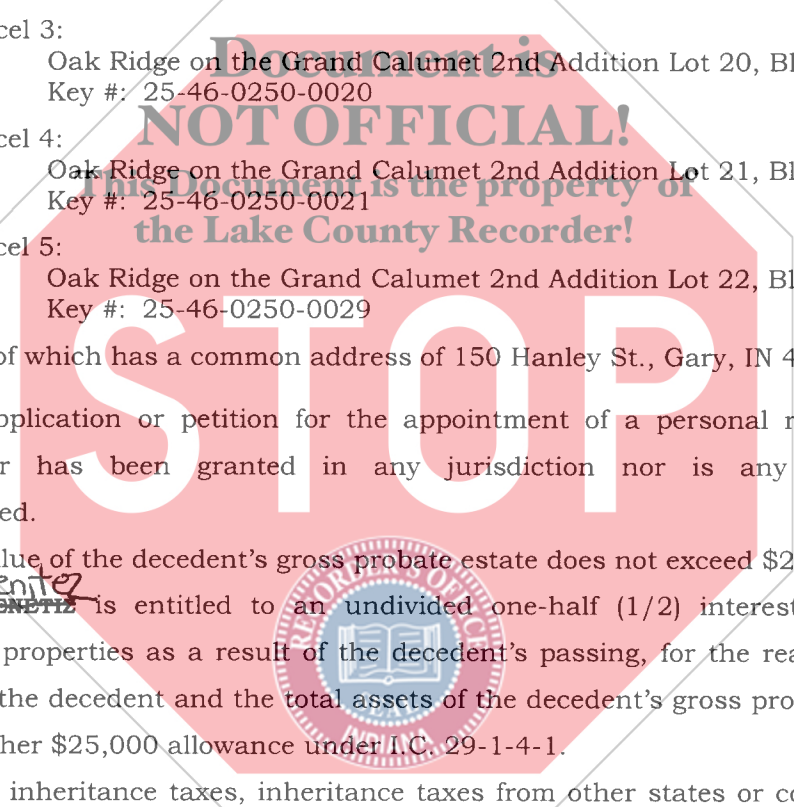 cel 3:
Oak Ridge on the Grand Calumet 2nd Addition Lot 20, Bl
Key #: 25-46-0250-0020
Document is
NOT OFFICIAL!
cel 4:
Oak Ridge on the Grand Calumet 2nd Addition Lot 21, Bl
Key #: 25-46-0250-0021
This Document is the property of
the Lake County Recorder!
cel 5:
Oak Ridge on the Grand Calumet 2nd Addition Lot 22, Bl
Key #: 25-46-0250-0029
STOP
of which has a common address of 150 Hanley St., Gary, IN 4
pplication or petition for the appointment of a personal r
r has been granted in any jurisdiction nor is any
ed.
lue of the decedent's gross probate estate does not exceed $2
enitez
ENETIZ is entitled to an undivided one-half (1/2) interest
properties as a result of the decedent's passing, for the rea
the decedent and the total assets of the decedent's gross pro
her $25,000 allowance under I.C. 29-1-4-1.
inheritance taxes, inheritance taxes from other states or co
RECORDER'S OFFICE
SEAL